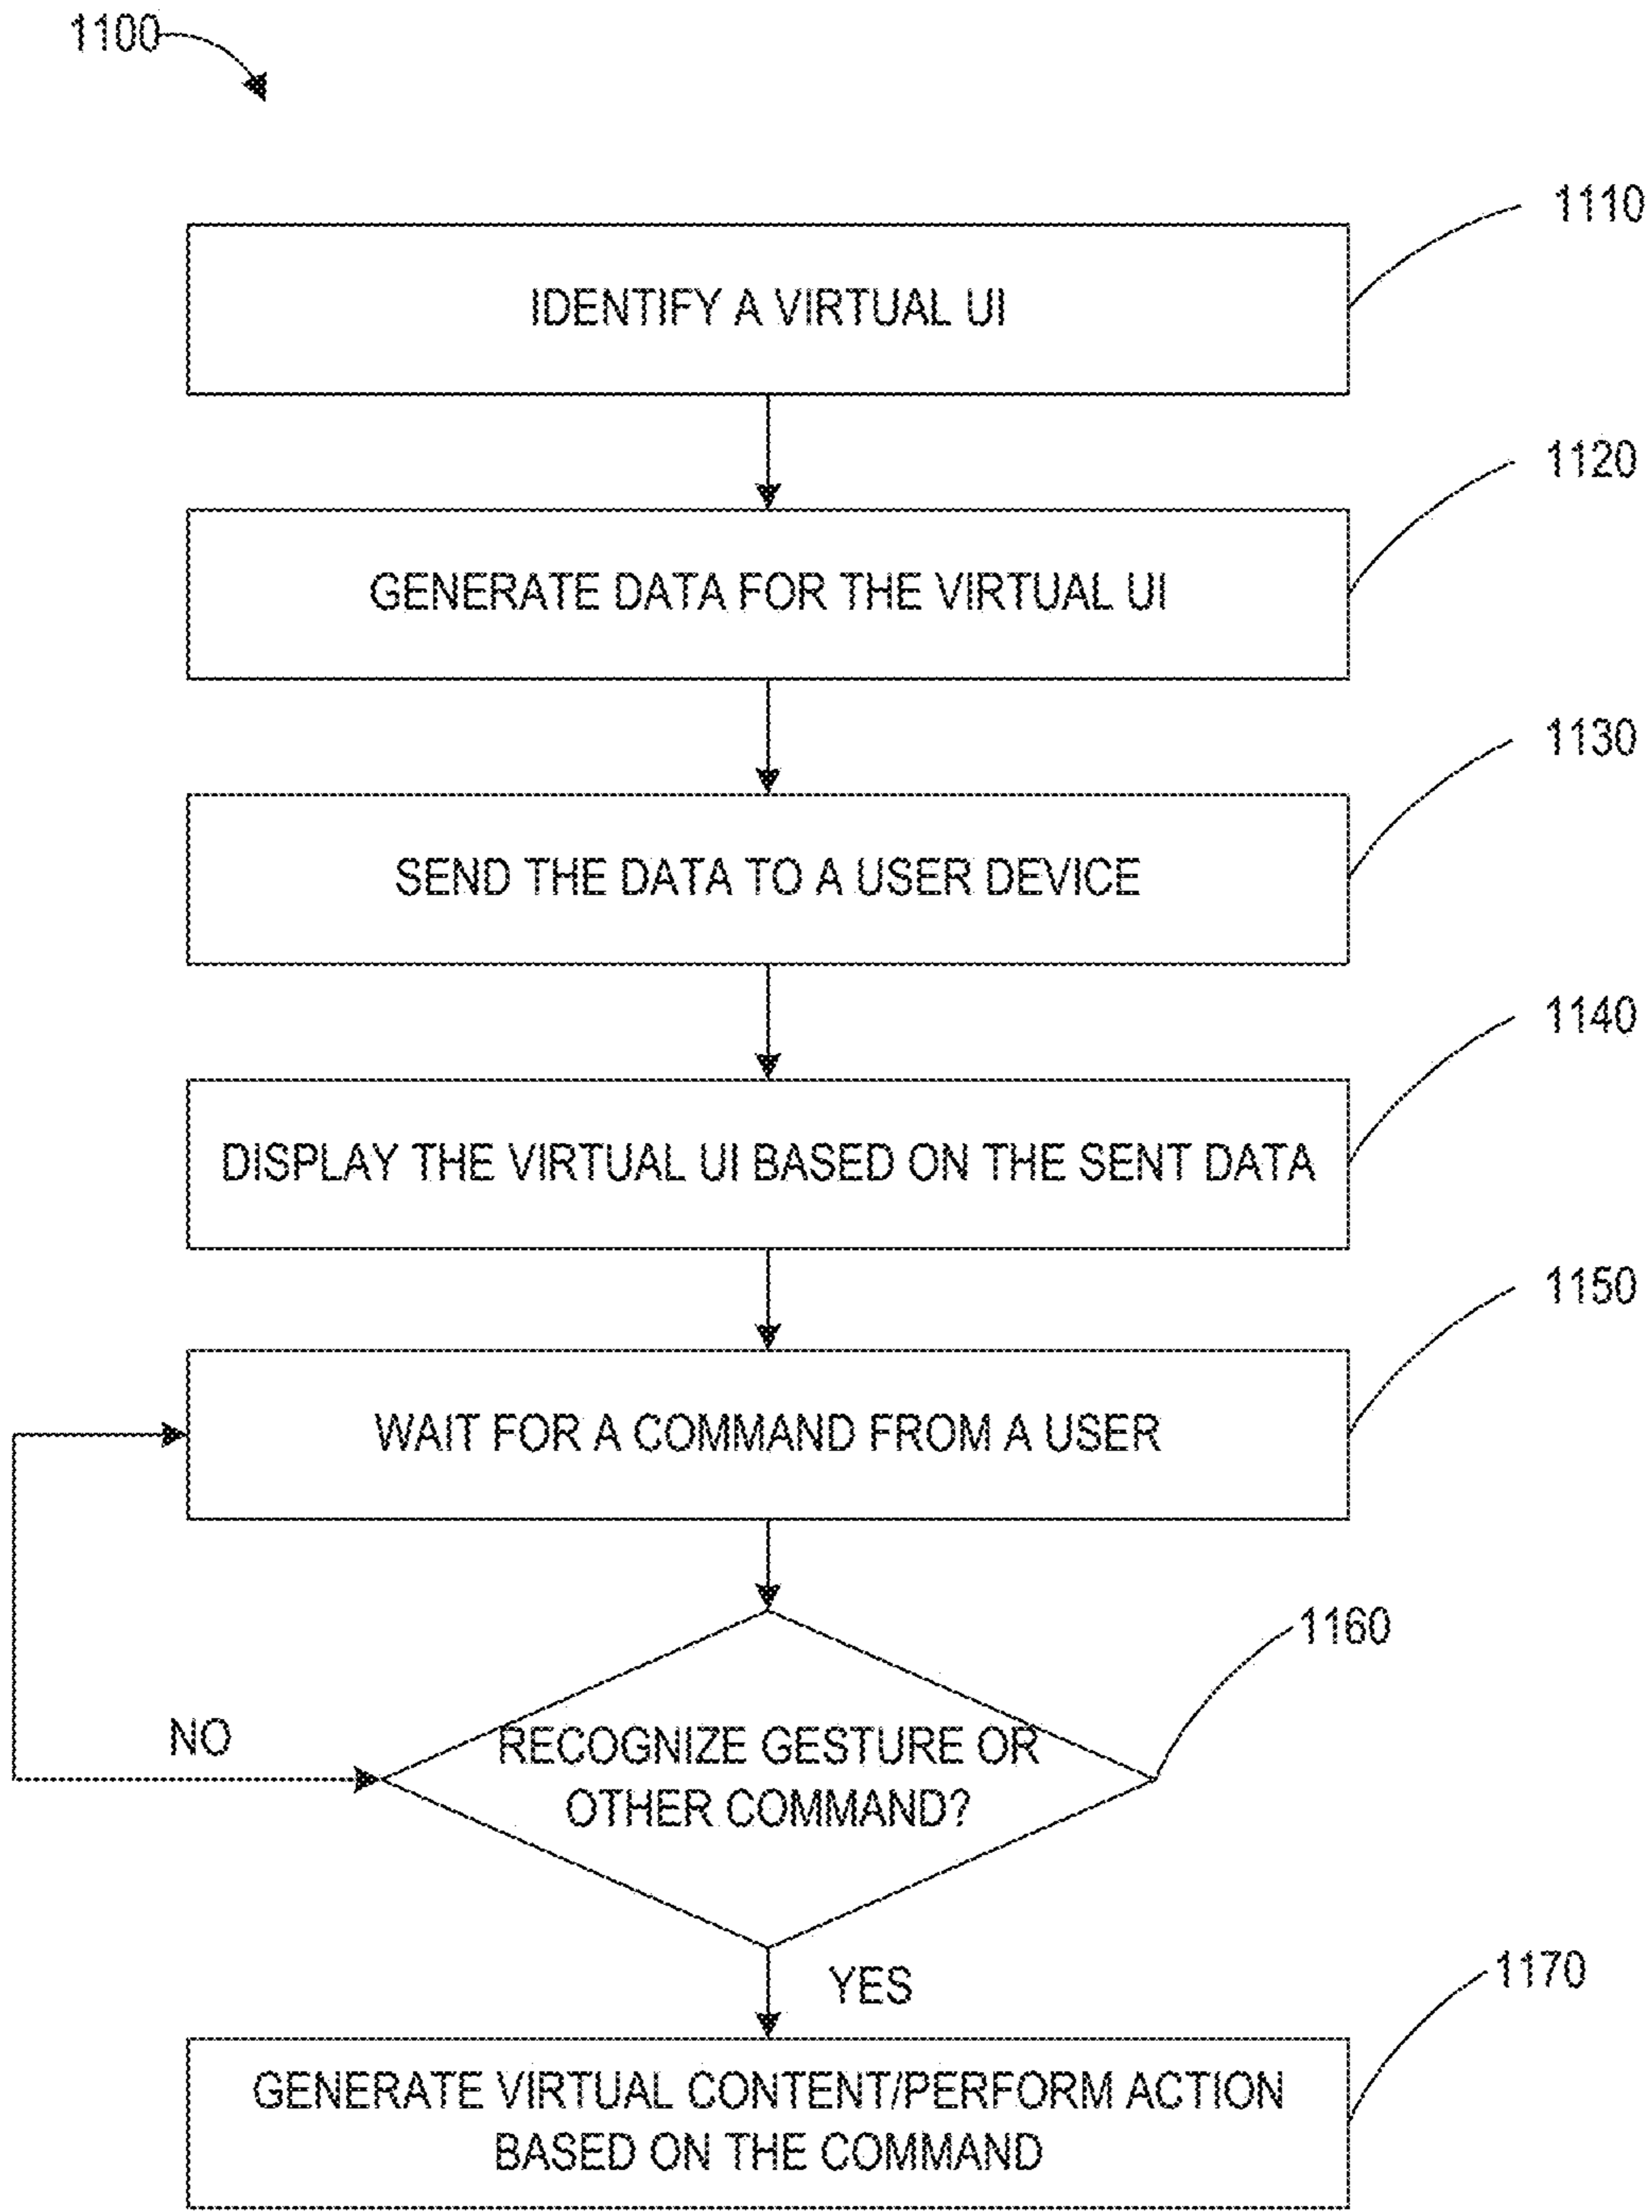 1100
1110
IDENTIFY A VIRTUAL UI
1120
GENERATE DATA FOR THE VIRTUAL UI
1130
SEND THE DATA TO A USER DEVICE
1140
DISPLAY THE VIRTUAL UI BASED ON THE SENT DATA
1150
WAIT FOR A COMMAND FROM A USER
1160
NO
RECOGNIZE GESTURE OR
OTHER COMMAND?
YES
1170
GENERATE VIRTUAL CONTENT/PERFORM ACTION
BASED ON THE COMMAND